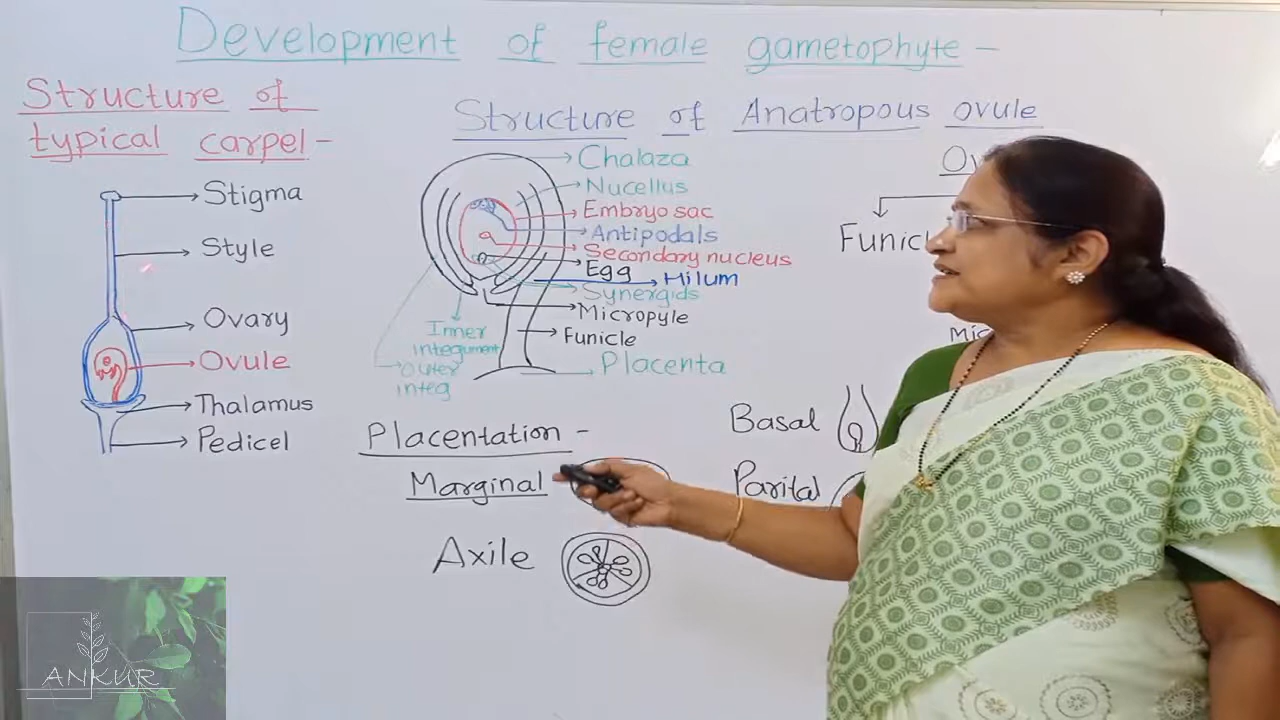 Development of female gametophyte -
Structure of
typical carpel -
Stigma
Style
Ovary
Ovule
Thalamus
Pedicel
Structure of Anatropous ovule
Chalaza
Nucellus
Embryo sac
Antipodals
Secondary nucleus
Egg
Hilum
Synergids
Micropyle
Funicle
Placenta
Inner
integument
Outer
integ
Placentation -
Marginal
Axile
Basal
Parital
ANKUR